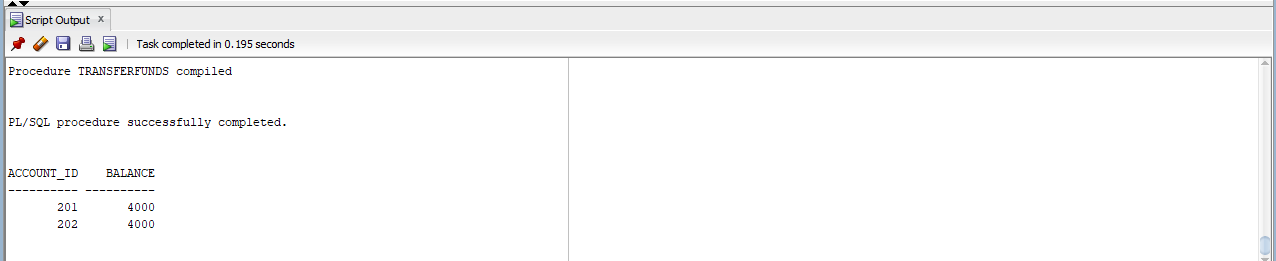 Script Output x
Task completed in 0.195 seconds
Procedure TRANSFERFUNDS compiled
PL/SQL procedure successfully completed.
ACCOUNT_ID    BALANCE
---------- ----------
       201       4000
       202       4000